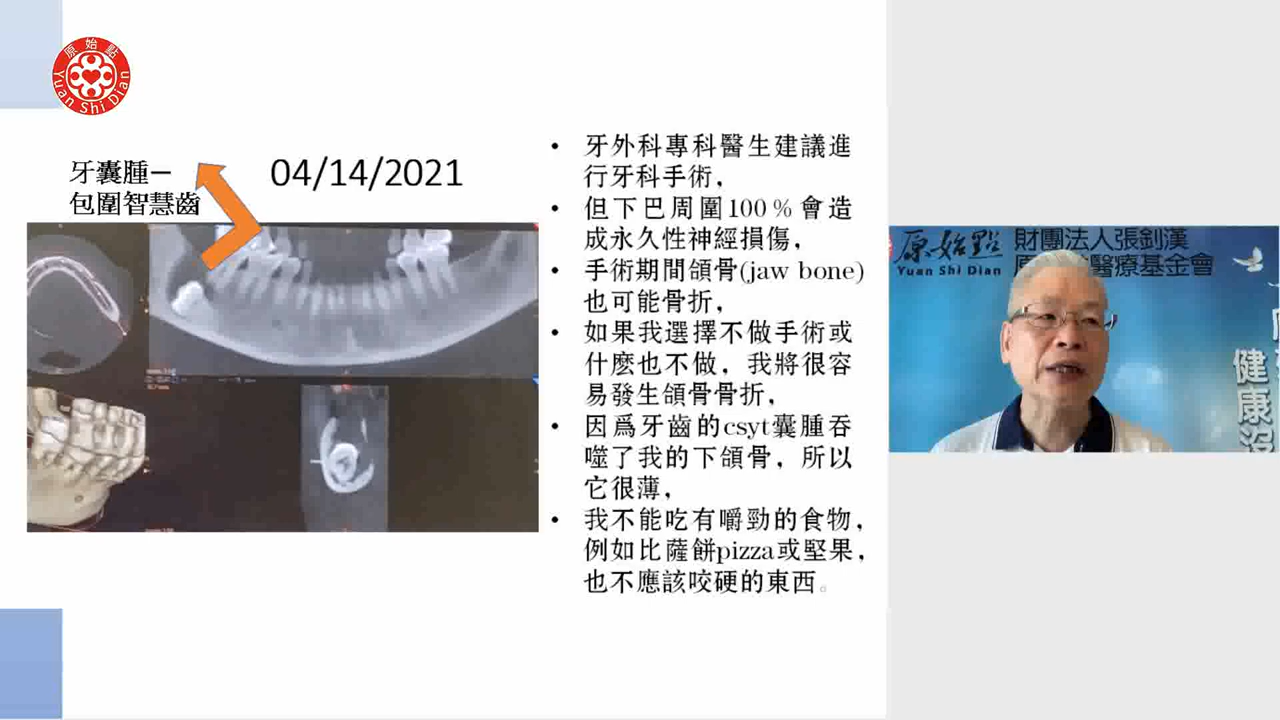 原始點
Yuan Shi Dian
牙囊腫—
包圍智慧齒
04/14/2021
• 牙外科專科醫生建議進
行牙科手術,
• 但下巴周圍100%會造
成永久性神經損傷,
• 手術期間頜骨(jaw bone)
也可能骨折,
• 如果我選擇不做手術或
什麼也不做, 我將很容
易發生頜骨骨折,
• 因爲牙齒的csyt囊腫吞
噬了我的下頜骨, 所以
它很薄,
• 我不能吃有嚼勁的食物,
例如比薩餅pizza或堅果,
也不應該咬硬的東西。
原始點
Yuan Shi Dian
財團法人張釗漢
醫療基金會
健康